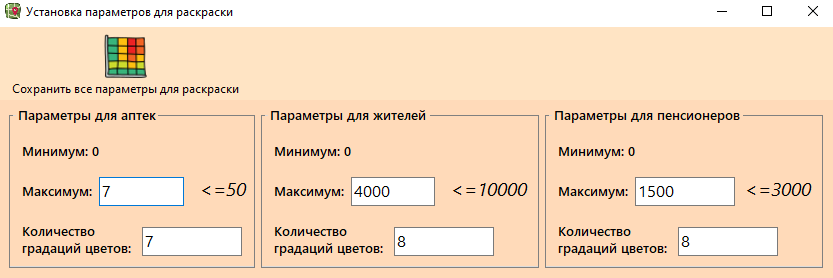 Установка параметров для раскраски
Сохранить все параметры для раскраски
Параметры для аптек
Минимум: 0
Максимум: 7 <=50
Количество
градаций цветов: 7
Параметры для жителей
Минимум: 0
Максимум: 4000 <=10000
Количество
градаций цветов: 8
Параметры для пенсионеров
Минимум: 0
Максимум: 1500 <=3000
Количество
градаций цветов: 8